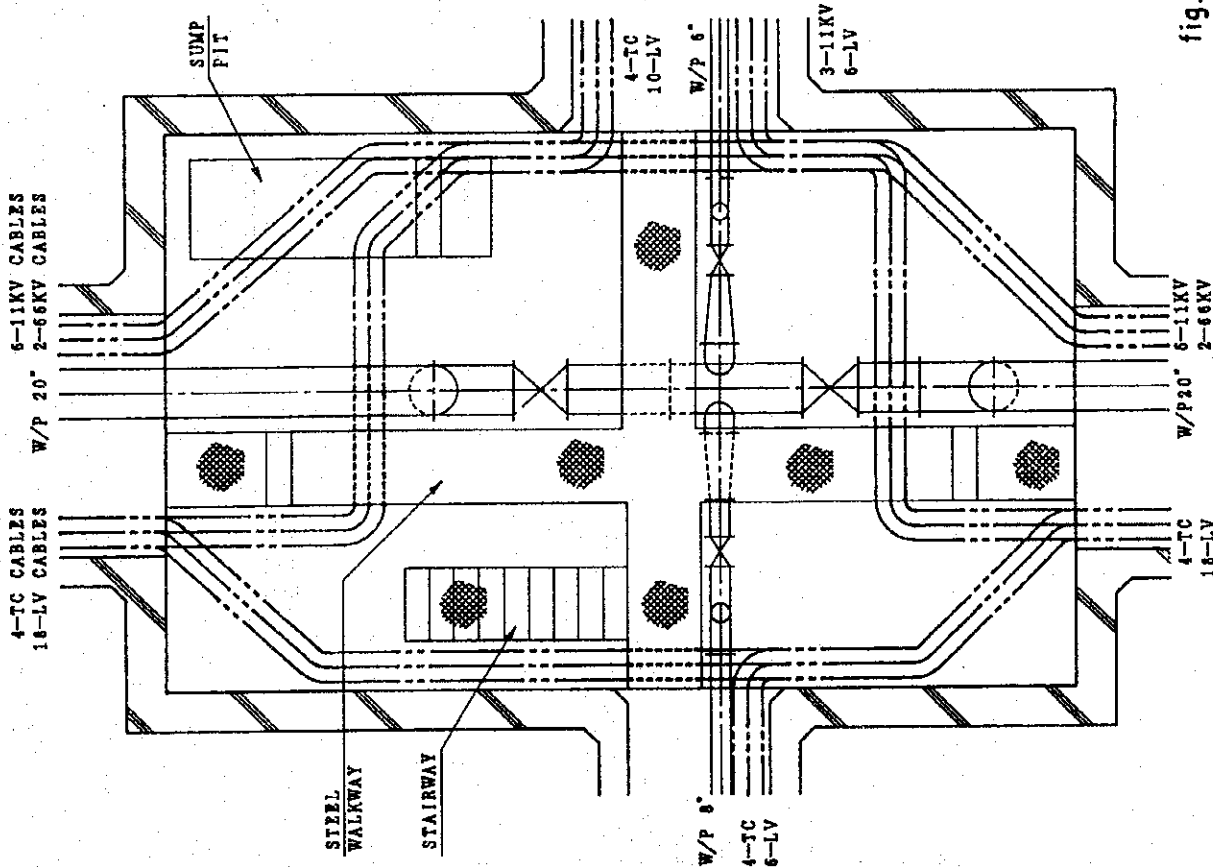 4-TC CABLES
18-LV CABLES
W/P 20"
6-11KV CABLES
2-66KV CABLES
SUMP
PIT
4-TC
10-LV
W/P 6"
3-11KV
6-LV
STEEL
WALKWAY
STAIRWAY
W/P 8"
4-TC
6-LV
4-TC
18-LV
W/P20"
6-11KV
2-66KV
fig.